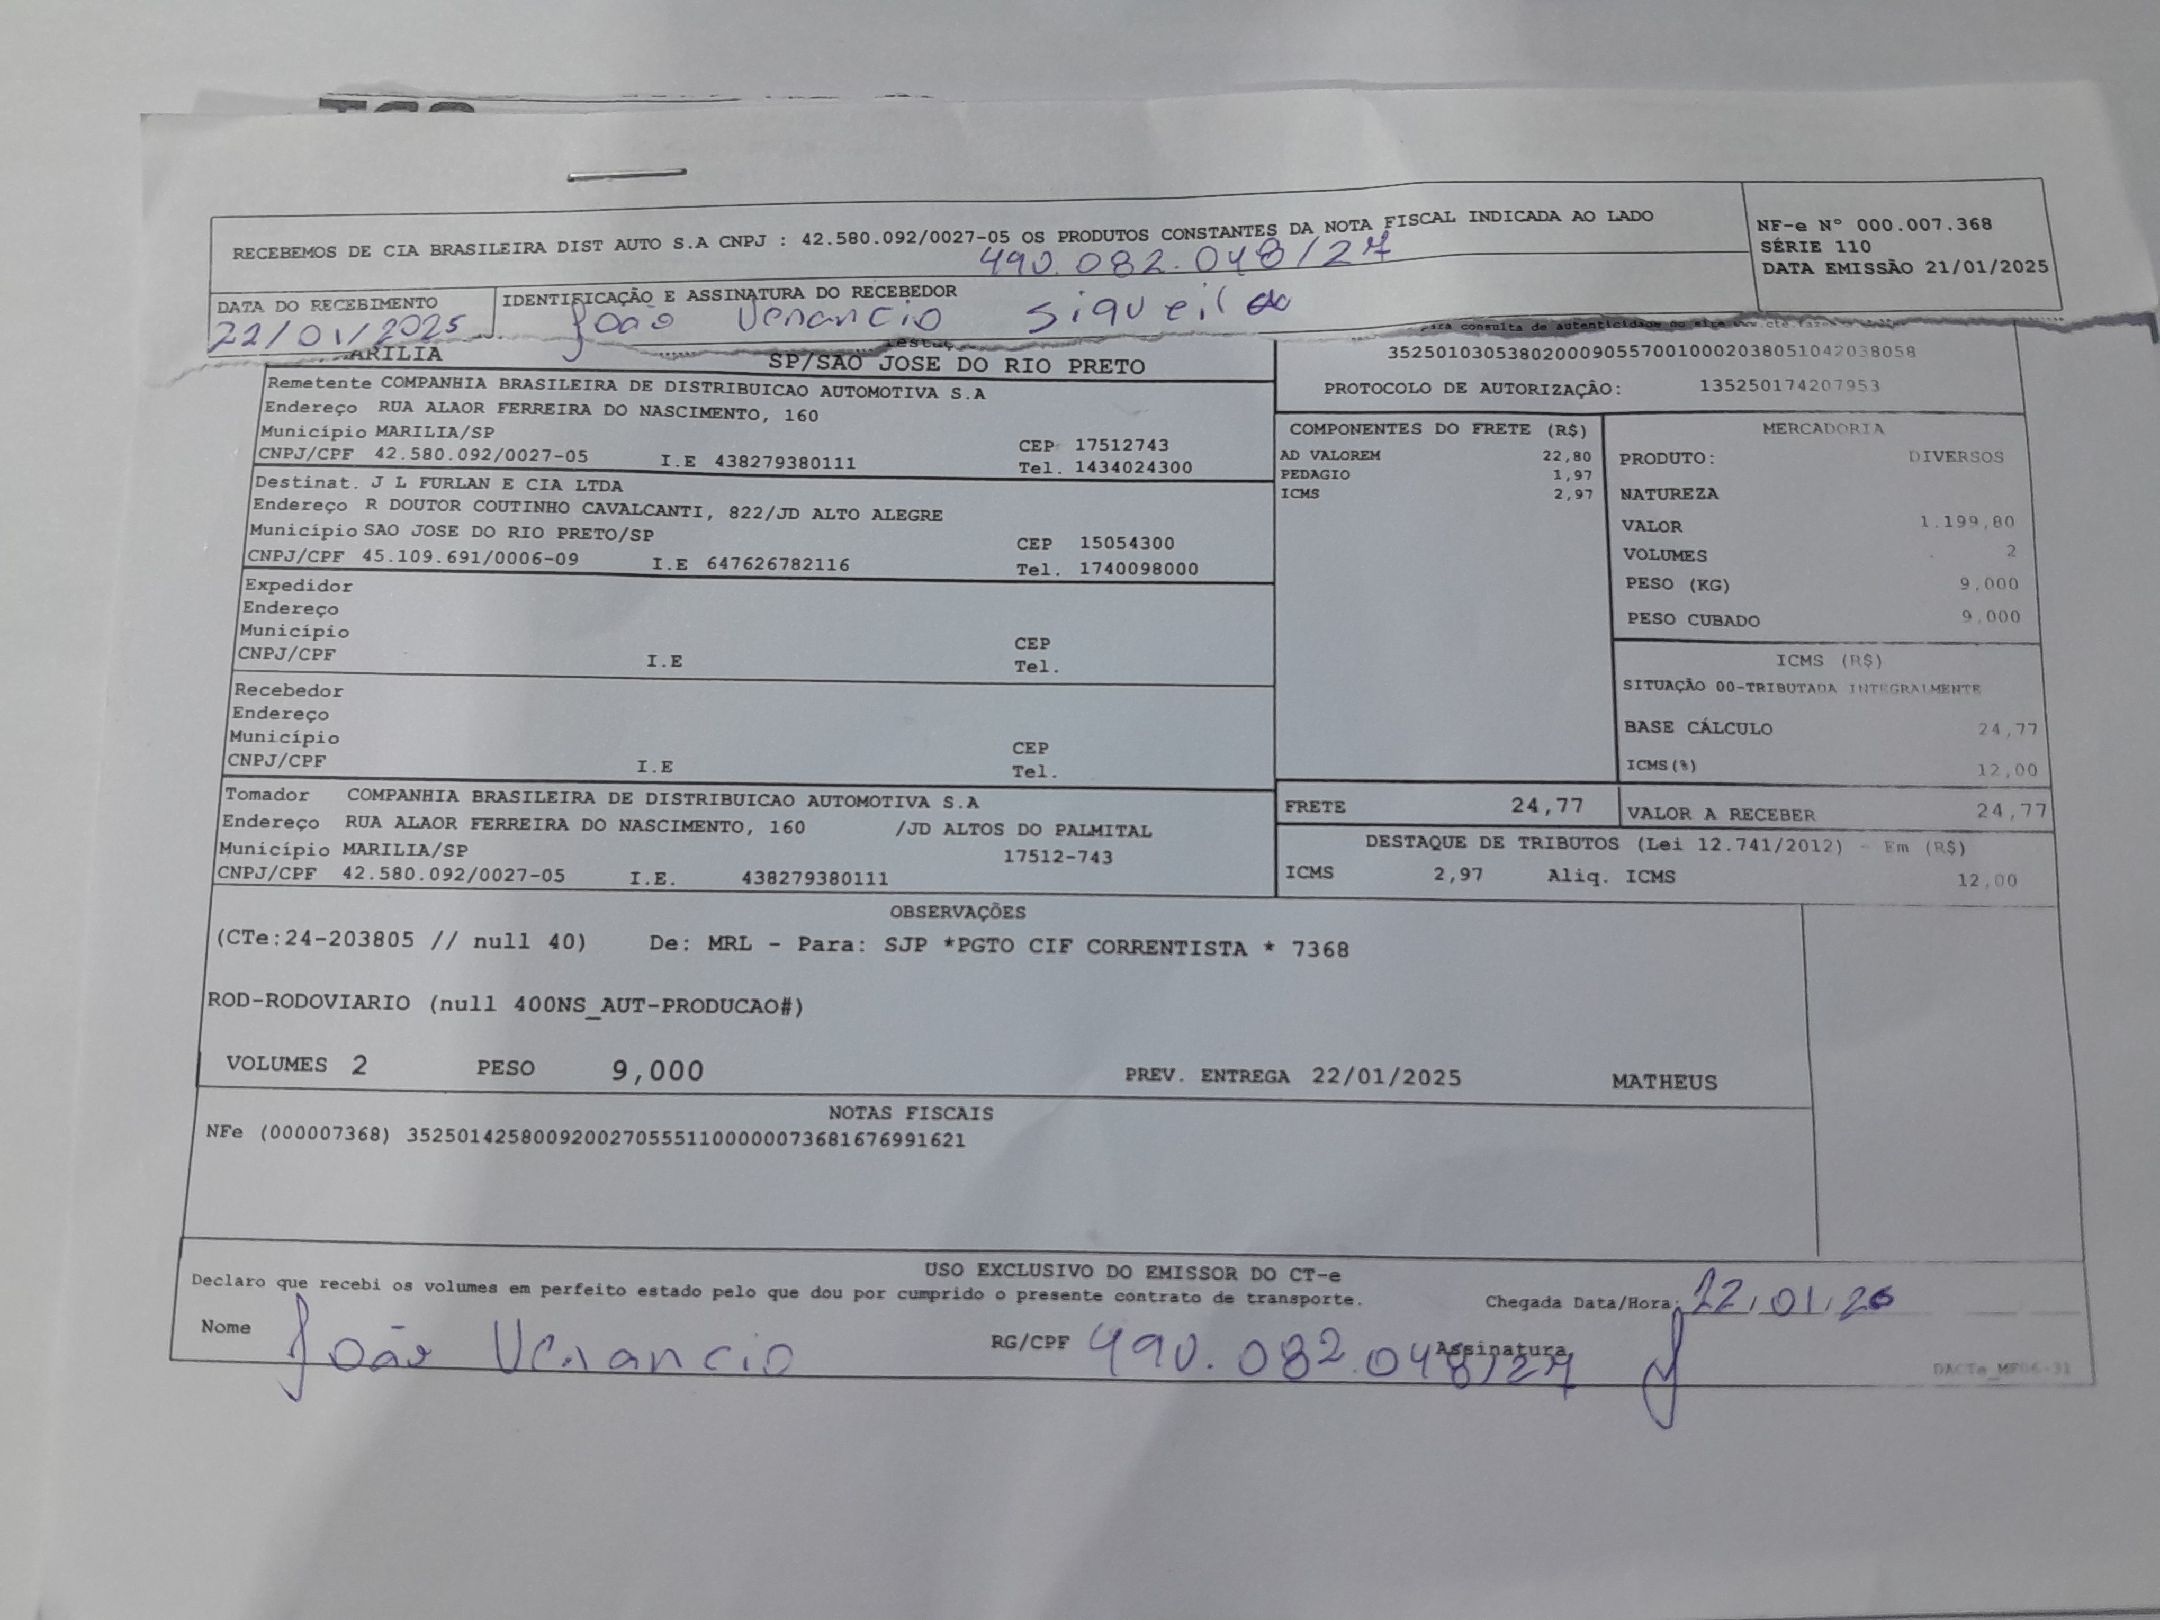 RECEBEMOS DE CIA BRASILEIRA DIST AUTO S.A CNPJ : 42.580.092/0027-05 OS PRODUTOS CONSTANTES DA NOTA FISCAL INDICADA AO LADO
490.082.048/27
NF-e Nº 000.007.368
SÉRIE 110
DATA EMISSÃO 21/01/2025
DATA DO RECEBIMENTO
22/01/2025
IDENTIFICAÇÃO E ASSINATURA DO RECEBEDOR
João Venancio
para consulta de autenticidade no site www.cte.faze
ARILIA
SP/SAO JOSE DO RIO PRETO
35250103053802000905570010002038051042038058
PROTOCOLO DE AUTORIZAÇÃO: 135250174207953
Remetente COMPANHIA BRASILEIRA DE DISTRIBUICAO AUTOMOTIVA S.A
Endereço RUA ALAOR FERREIRA DO NASCIMENTO, 160
Município MARILIA/SP CEP 17512743
CNPJ/CPF 42.580.092/0027-05 I.E 438279380111 Tel. 1434024300
Destinat. J L FURLAN E CIA LTDA
Endereço R DOUTOR COUTINHO CAVALCANTI, 822/JD ALTO ALEGRE
Município SAO JOSE DO RIO PRETO/SP CEP 15054300
CNPJ/CPF 45.109.691/0006-09 I.E 647626782116 Tel. 1740098000
Expedidor
Endereço
Município CEP
CNPJ/CPF I.E Tel.
Recebedor
Endereço
Município CEP
CNPJ/CPF I.E Tel.
Tomador COMPANHIA BRASILEIRA DE DISTRIBUICAO AUTOMOTIVA S.A
Endereço RUA ALAOR FERREIRA DO NASCIMENTO, 160 /JD ALTOS DO PALMITAL
Município MARILIA/SP 17512-743
CNPJ/CPF 42.580.092/0027-05 I.E. 438279380111
COMPONENTES DO FRETE (R$)
AD VALOREM 22,80
PEDAGIO 1,97
ICMS 2,97
MERCADORIA
PRODUTO: DIVERSOS
NATUREZA
VALOR 1.199,80
VOLUMES 2
PESO (KG) 9,000
PESO CUBADO 9,000
ICMS (R$)
SITUAÇÃO 00-TRIBUTADA INTEGRALMENTE
BASE CÁLCULO 24,77
ICMS(%) 12,00
FRETE 24,77
VALOR A RECEBER 24,77
DESTAQUE DE TRIBUTOS (Lei 12.741/2012) - Em (R$)
ICMS 2,97 Aliq. ICMS 12,00
OBSERVAÇÕES
(CTe:24-203805 // null 40) De: MRL - Para: SJP *PGTO CIF CORRENTISTA * 7368
ROD-RODOVIARIO (null 400NS_AUT-PRODUCAO#)
VOLUMES 2 PESO 9,000 PREV. ENTREGA 22/01/2025 MATHEUS
NOTAS FISCAIS
NFe (000007368) 35250142580092002705551100000073681676991621
USO EXCLUSIVO DO EMISSOR DO CT-e
Declaro que recebi os volumes em perfeito estado pelo que dou por cumprido o presente contrato de transporte.
Chegada Data/Hora:
Nome João Venancio RG/CPF 490.082.048/27 Assinatura
DACTe_MF06-31